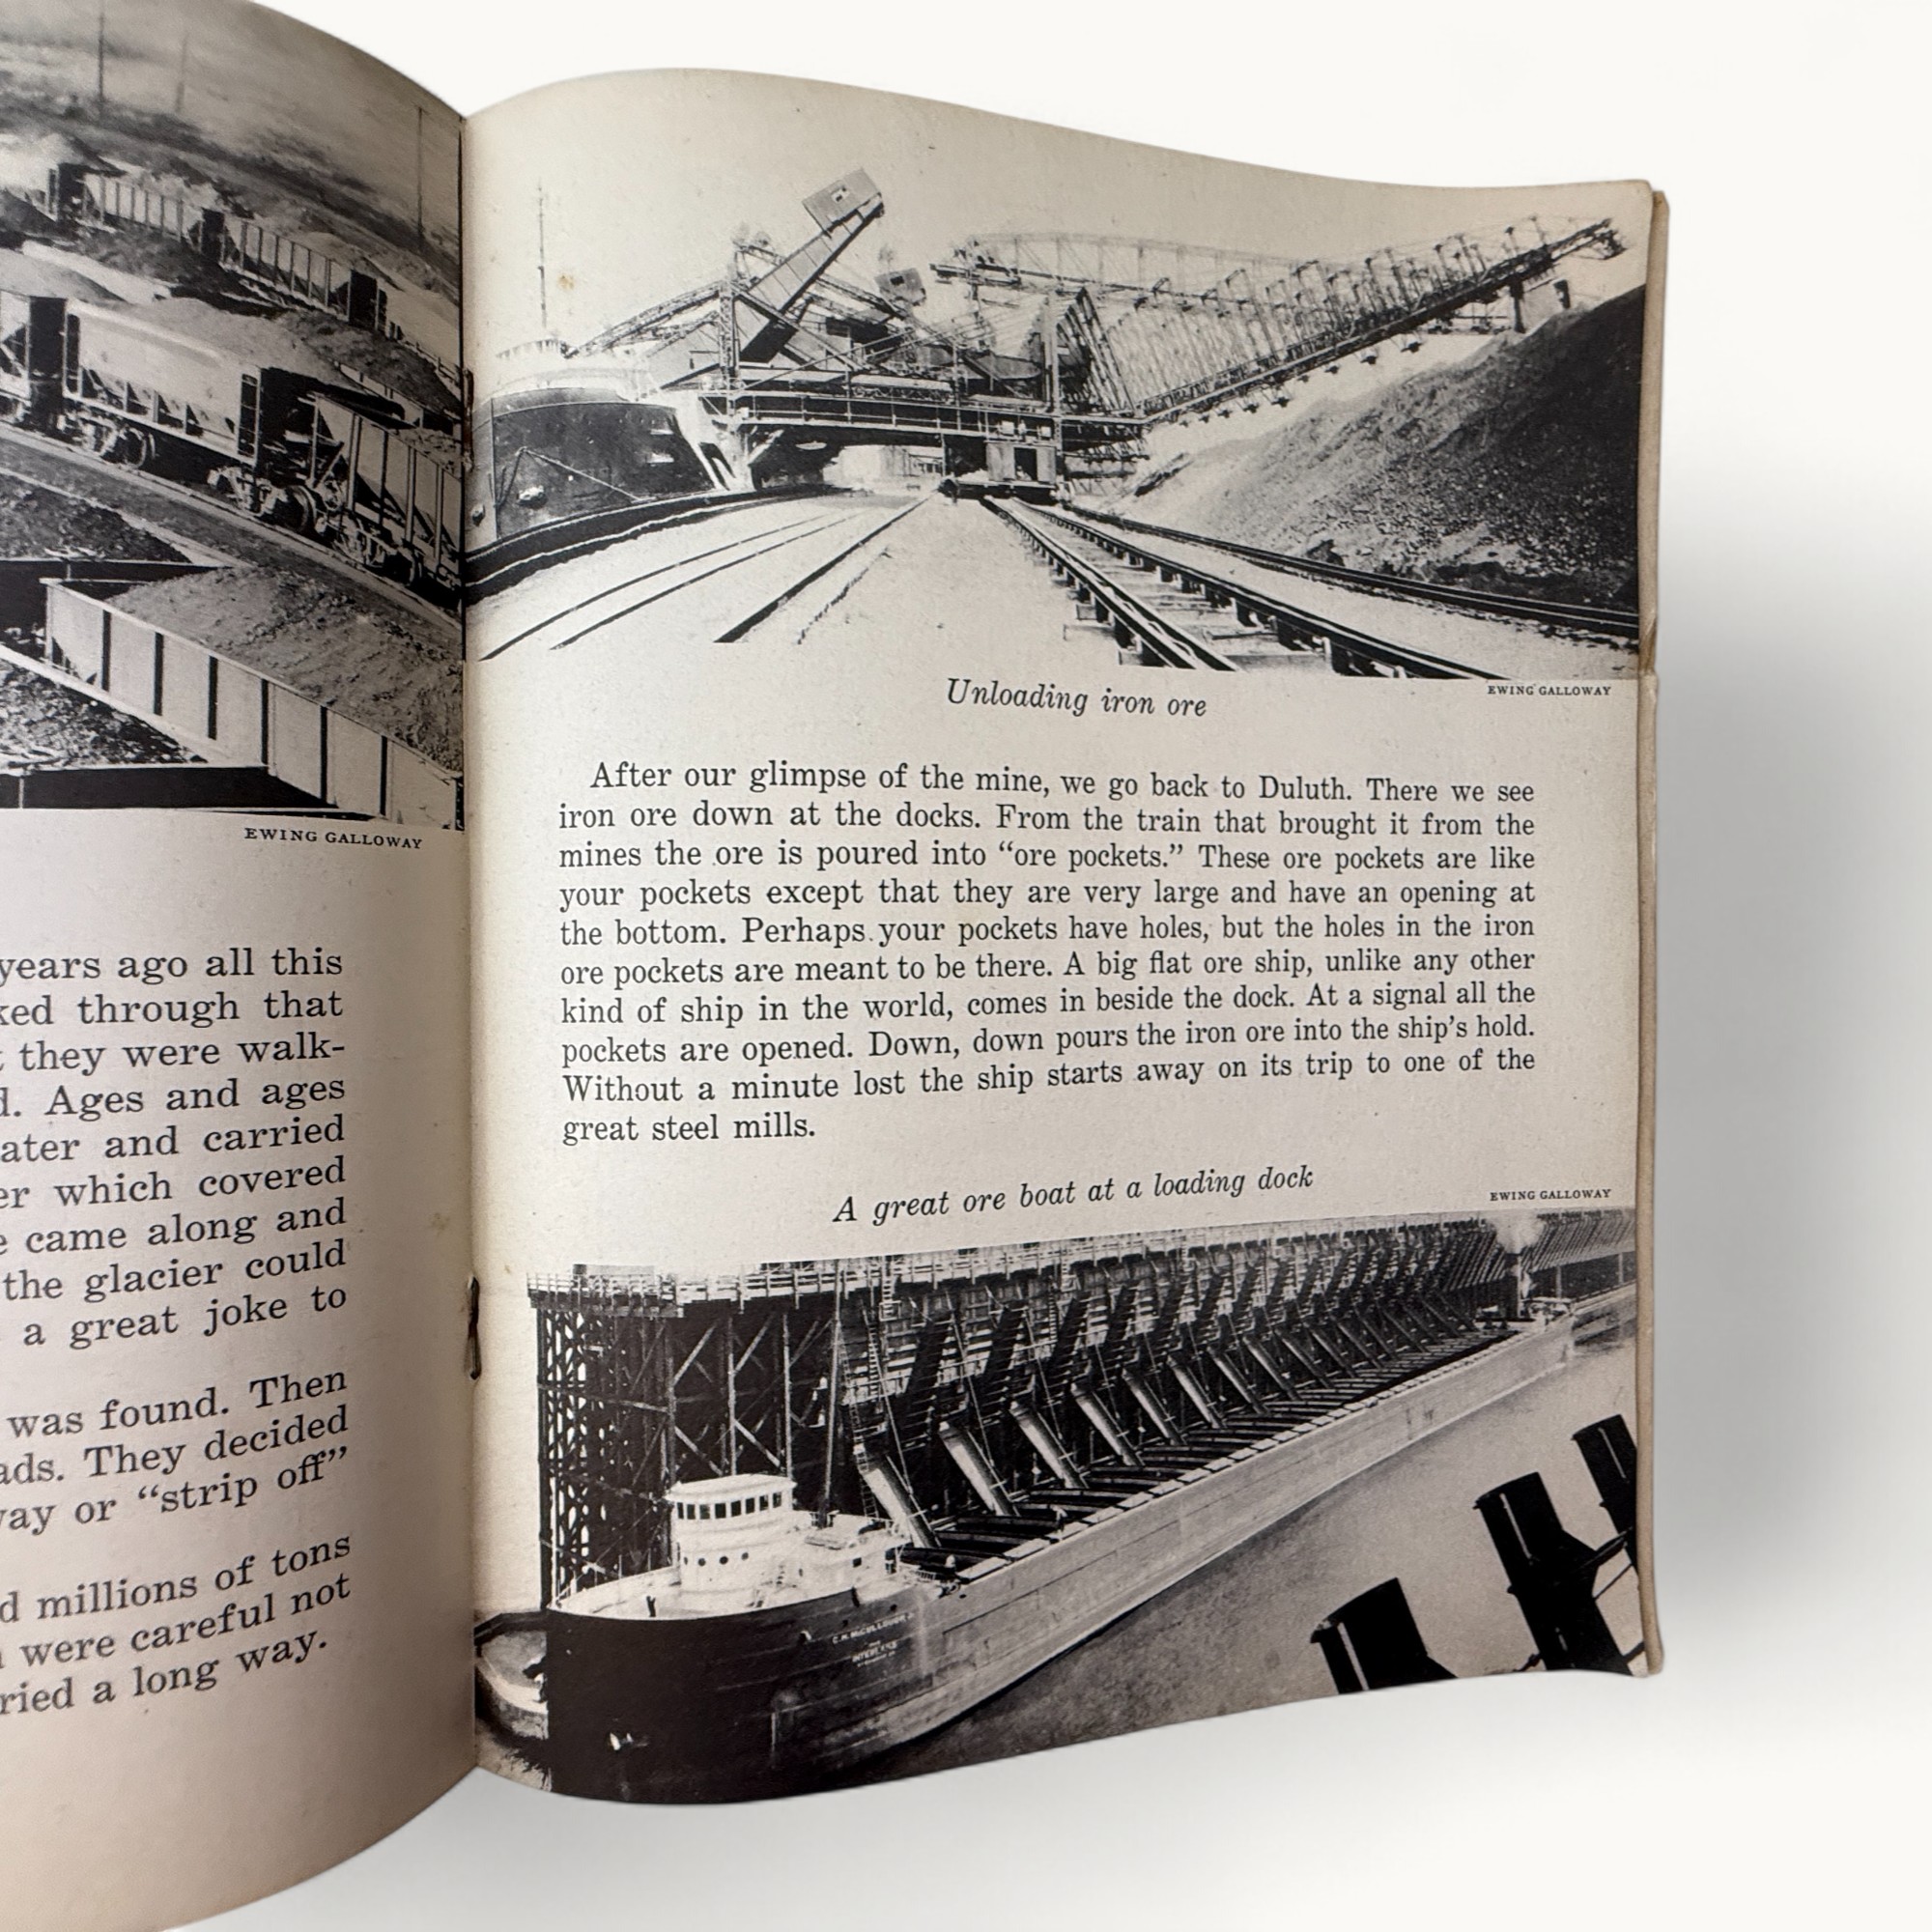 EWING GALLOWAY
years ago all this
through that
they were walk-
Ages and ages
and carried
which covered
came along and
the glacier could
a great joke to
was found. Then
They decided
or “strip off”
millions of tons
were careful not
a long way.
Unloading iron ore
EWING GALLOWAY
After our glimpse of the mine, we go back to Duluth. There we see
iron ore down at the docks. From the train that brought it from the
mines the ore is poured into “ore pockets.” These ore pockets are like
your pockets except that they are very large and have an opening at
the bottom. Perhaps your pockets have holes, but the holes in the iron
ore pockets are meant to be there. A big flat ore ship, unlike any other
kind of ship in the world, comes in beside the dock. At a signal all the
pockets are opened. Down, down pours the iron ore into the ship’s hold.
Without a minute lost the ship starts away on its trip to one of the
great steel mills.
A great ore boat at a loading dock
EWING GALLOWAY